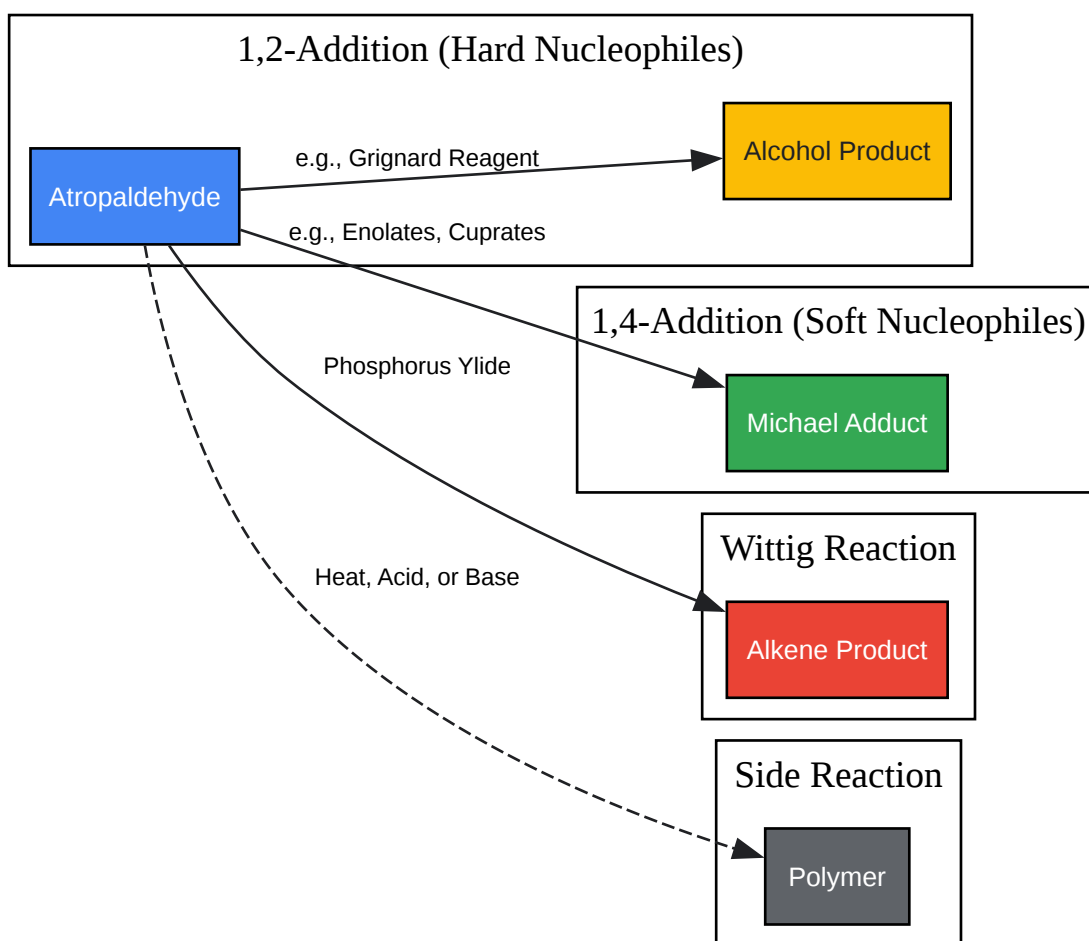 1,2-Addition (Hard Nucleophiles)
Atropaldehyde
e.g., Grignard Reagent
Alcohol Product
e.g., Enolates, Cuprates
1,4-Addition (Soft Nucleophiles)
Michael Adduct
Phosphorus Ylide
Wittig Reaction
Alkene Product
Heat, Acid, or Base
Side Reaction
Polymer